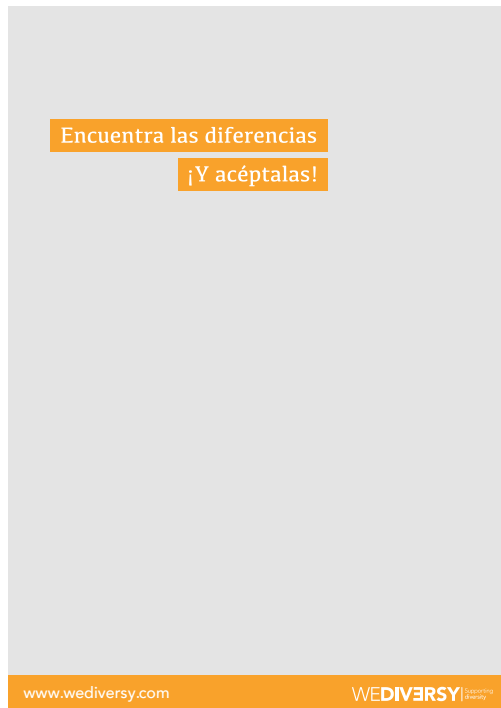 Encuentra las diferencias
¡Y acéptalas!
www.wediversy.com
WEDIVERSY
Supporting
diversity